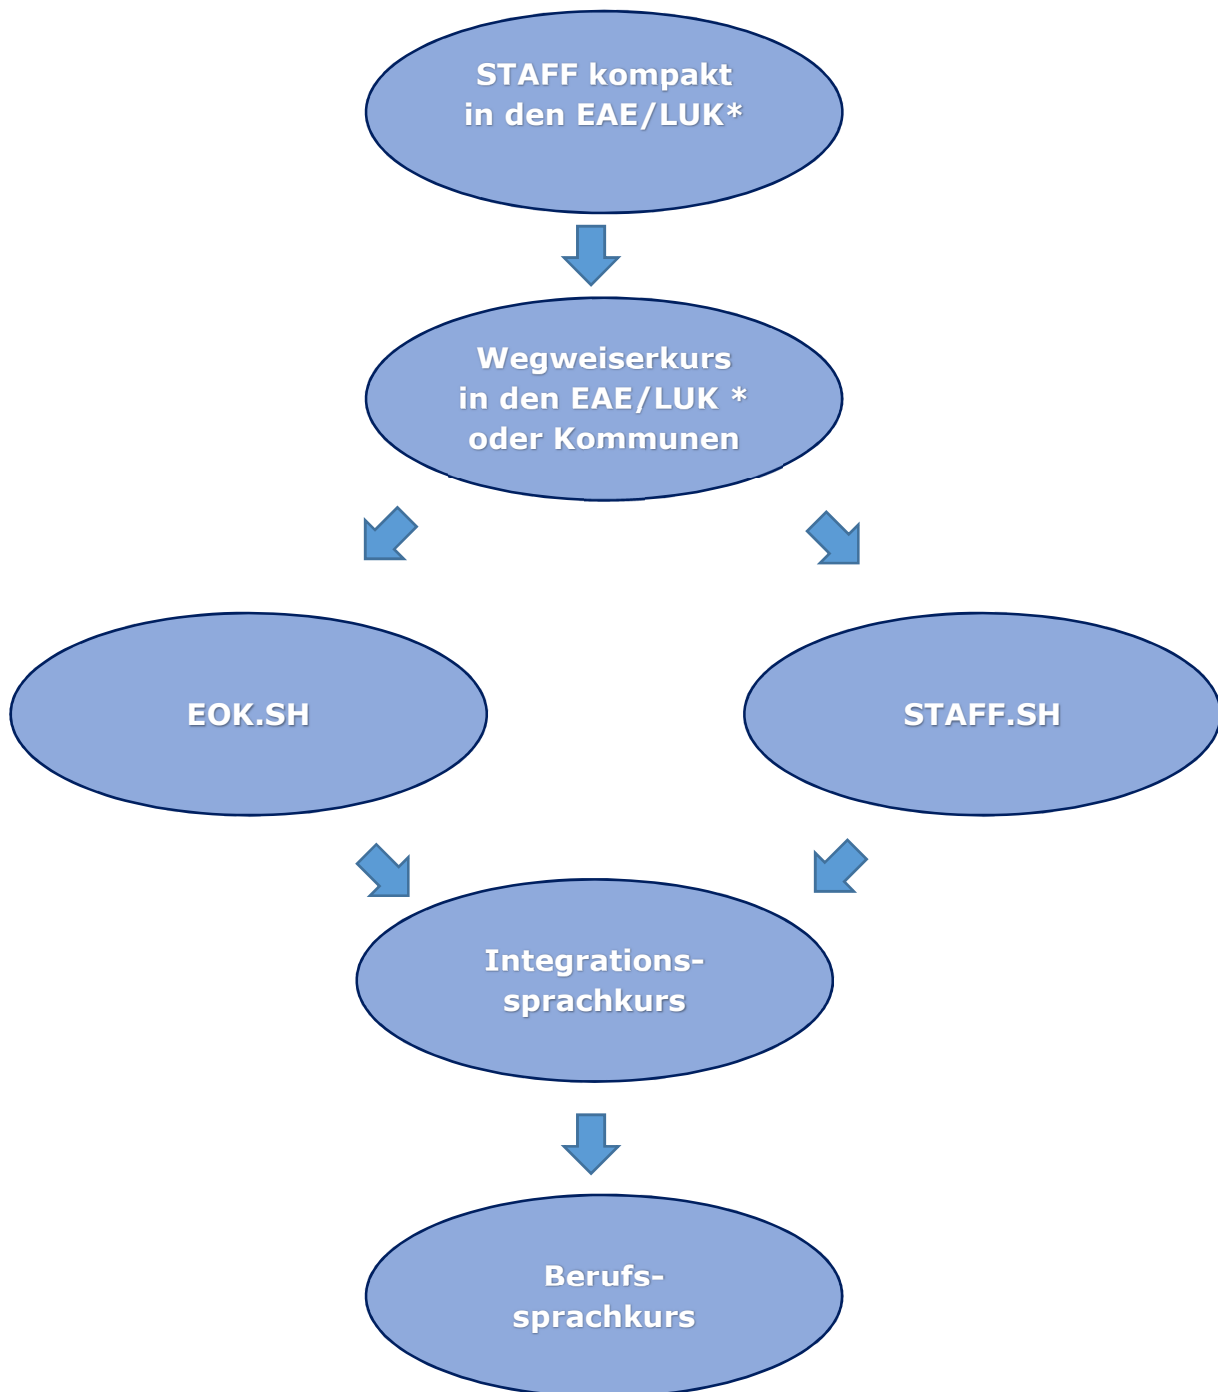 STAFF kompakt
in den EAE/LUK*
Wegweiserkurs
in den EAE/LUK *
oder Kommunen
EOK.SH
STAFF.SH
Integrations-
sprachkurs
Berufs-
sprachkurs